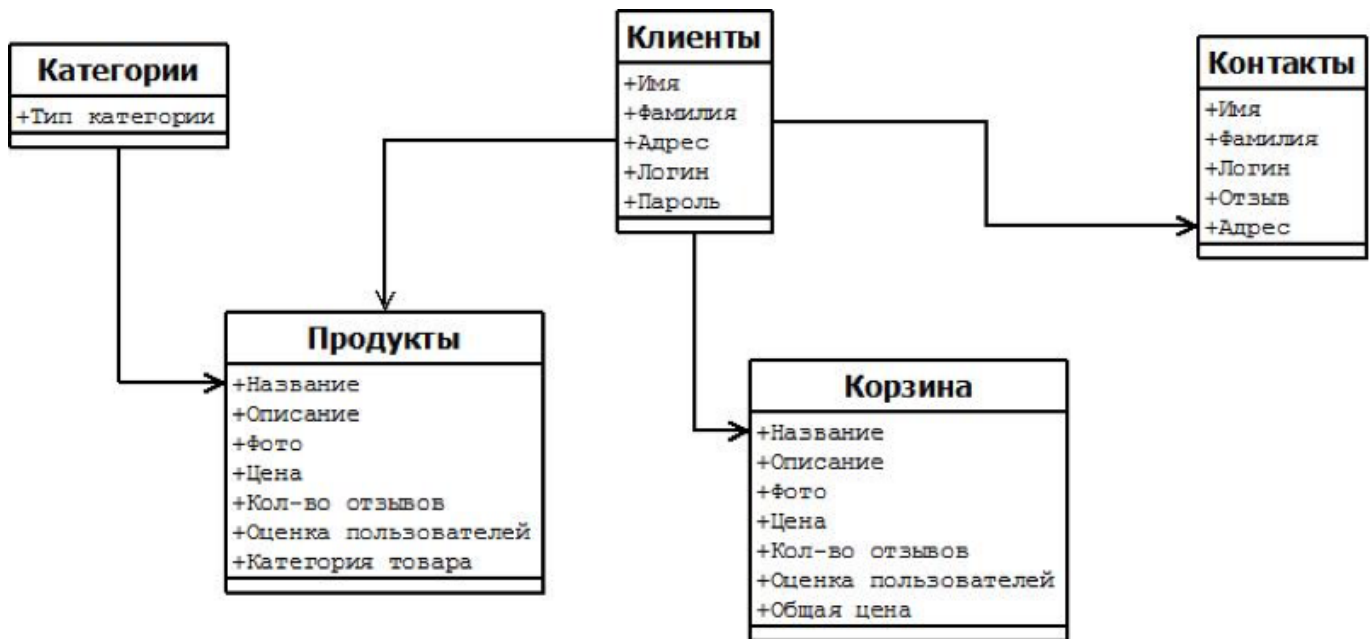 Категории
+Тип категории
Клиенты
+Имя
+Фамилия
+Адрес
+Логин
+Пароль
Контакты
+Имя
+Фамилия
+Логин
+Отзыв
+Адрес
Продукты
+Название
+Описание
+Фото
+Цена
+Кол-во отзывов
+Оценка пользователей
+Категория товара
Корзина
+Название
+Описание
+Фото
+Цена
+Кол-во отзывов
+Оценка пользователей
+Общая цена